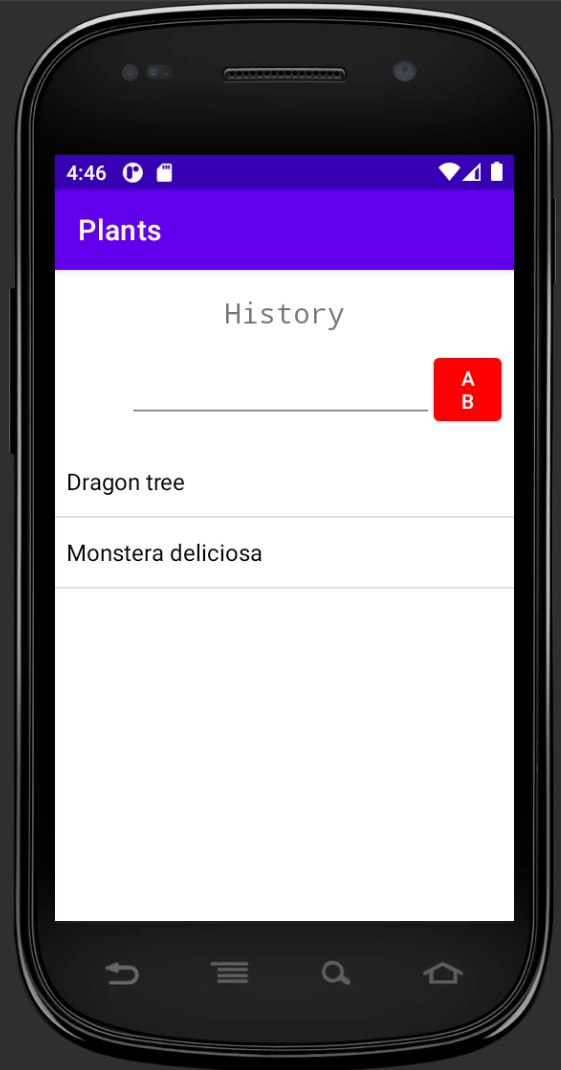 4:46
Plants
History
A
B
Dragon tree
Monstera deliciosa